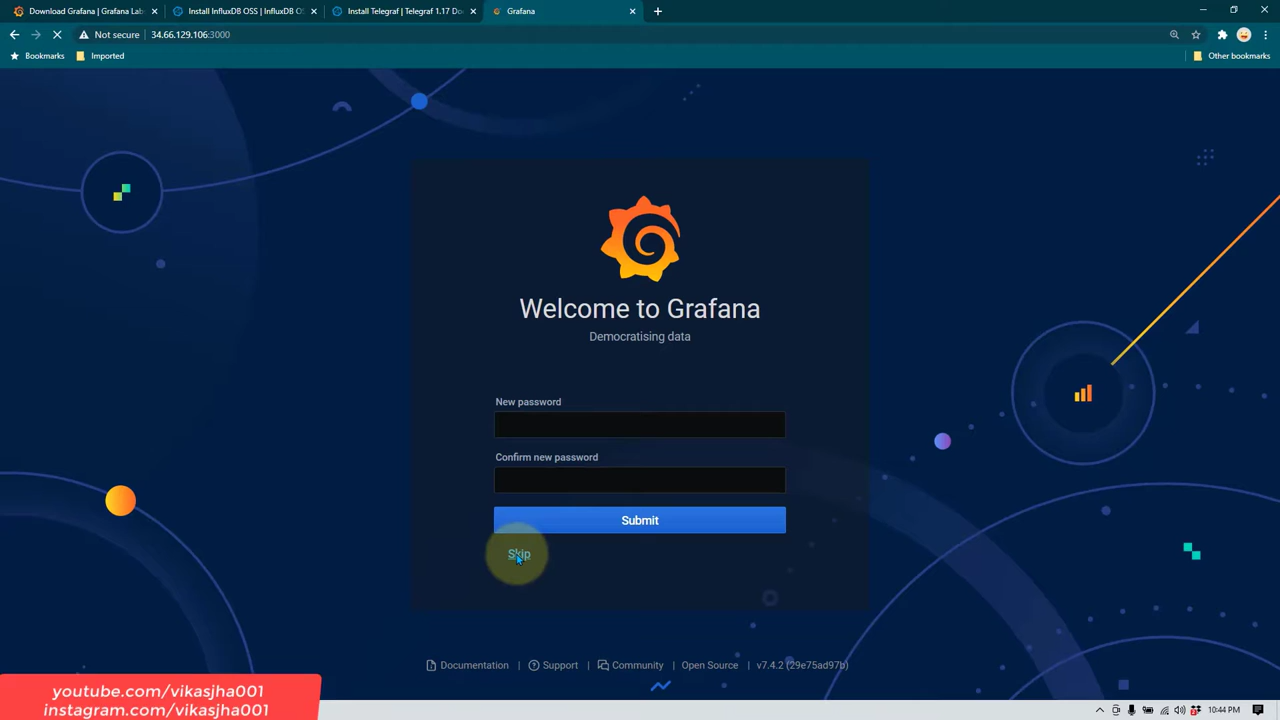 Download Grafana | Grafana Lab
Install InfluxDB OSS | InfluxDB O
Install Telegraf | Telegraf 1.17 Do
Grafana
Not secure
34.66.129.106:3000
Bookmarks
Imported
Other bookmarks
Welcome to Grafana
Democratising data
New password
Confirm new password
Submit
Skip
Documentation | Support | Community | Open Source | v7.4.2 (29e75ad97b)
youtube.com/vikasjha001
instagram.com/vikasjha001
10:44 PM